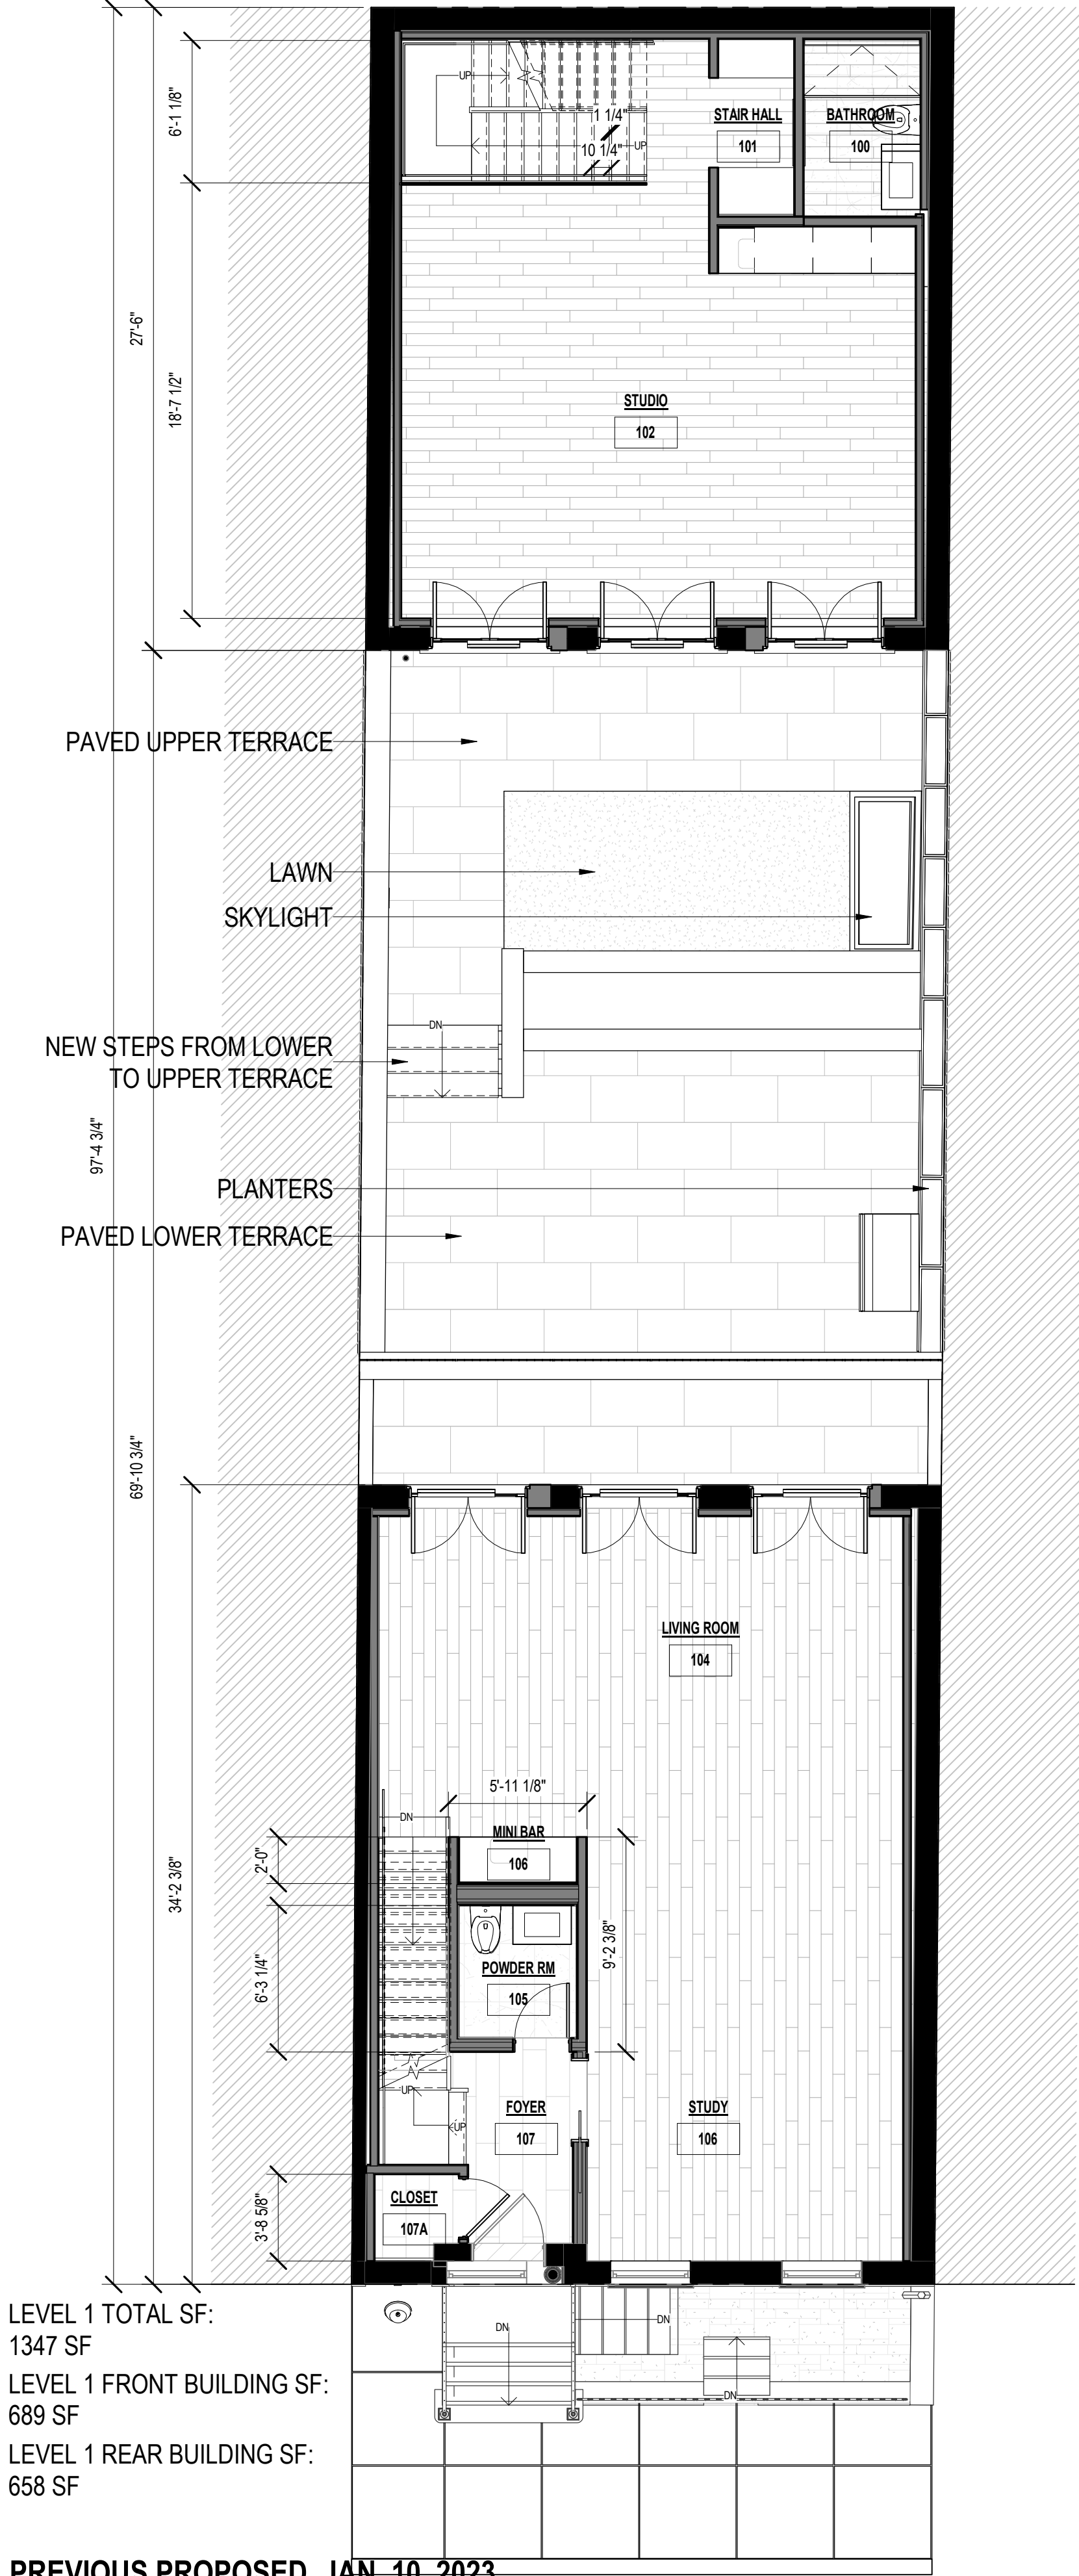 6'-1 1/8"
UP
1 1/4"
10 1/4"
UP
STAIR HALL
101
BATHROOM
100
27'-6"
18'-7 1/2"
STUDIO
102
PAVED UPPER TERRACE
LAWN
SKYLIGHT
DN
NEW STEPS FROM LOWER
TO UPPER TERRACE
97'-4 3/4"
PLANTERS
PAVED LOWER TERRACE
69'-10 3/4"
LIVING ROOM
104
5'-11 1/8"
DN
MINI BAR
106
2'-0"
34'-2 3/8"
9'-2 3/8"
6'-3 1/4"
POWDER RM
105
UP
UP
FOYER
107
STUDY
106
CLOSET
107A
3'-8 5/8"
DN
DN
DN
LEVEL 1 TOTAL SF:
1347 SF
LEVEL 1 FRONT BUILDING SF:
689 SF
LEVEL 1 REAR BUILDING SF:
658 SF
PREVIOUS PROPOSED, JAN. 10, 2023